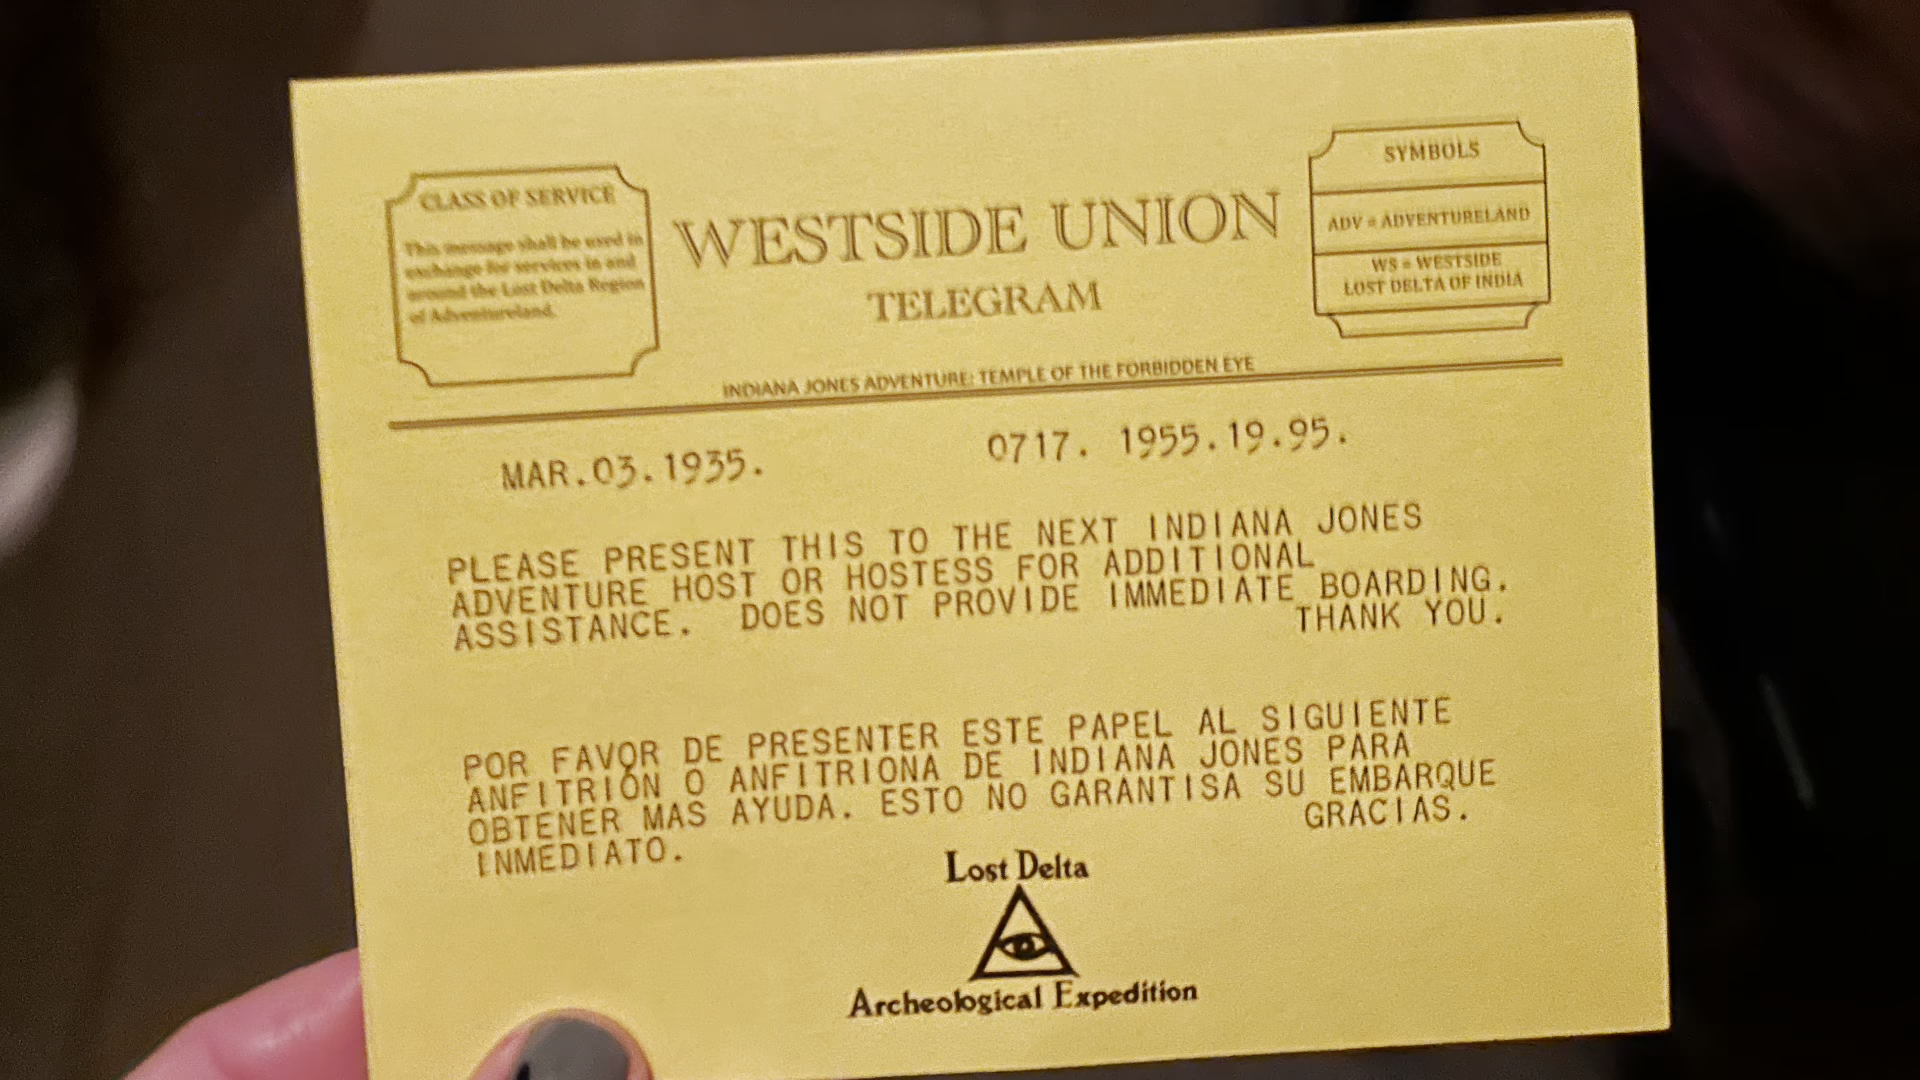 CLASS OF SERVICE
This message shall be used in
exchange for services in and
around the Lost Delta Region
of Adventureland.
WESTSIDE UNION
TELEGRAM
SYMBOLS
ADV = ADVENTURELAND
WS = WESTSIDE
LOST DELTA OF INDIA
INDIANA JONES ADVENTURE: TEMPLE OF THE FORBIDDEN EYE
MAR.03.1935. 0717. 1955.19.95.
PLEASE PRESENT THIS TO THE NEXT INDIANA JONES
ADVENTURE HOST OR HOSTESS FOR ADDITIONAL
ASSISTANCE. DOES NOT PROVIDE IMMEDIATE BOARDING.
THANK YOU.
POR FAVOR DE PRESENTER ESTE PAPEL AL SIGUIENTE
ANFITRIÓN O ANFITRIONA DE INDIANA JONES PARA
OBTENER MAS AYUDA. ESTO NO GARANTISA SU EMBARQUE
INMEDIATO. GRACIAS.
Lost Delta
Archeological Expedition